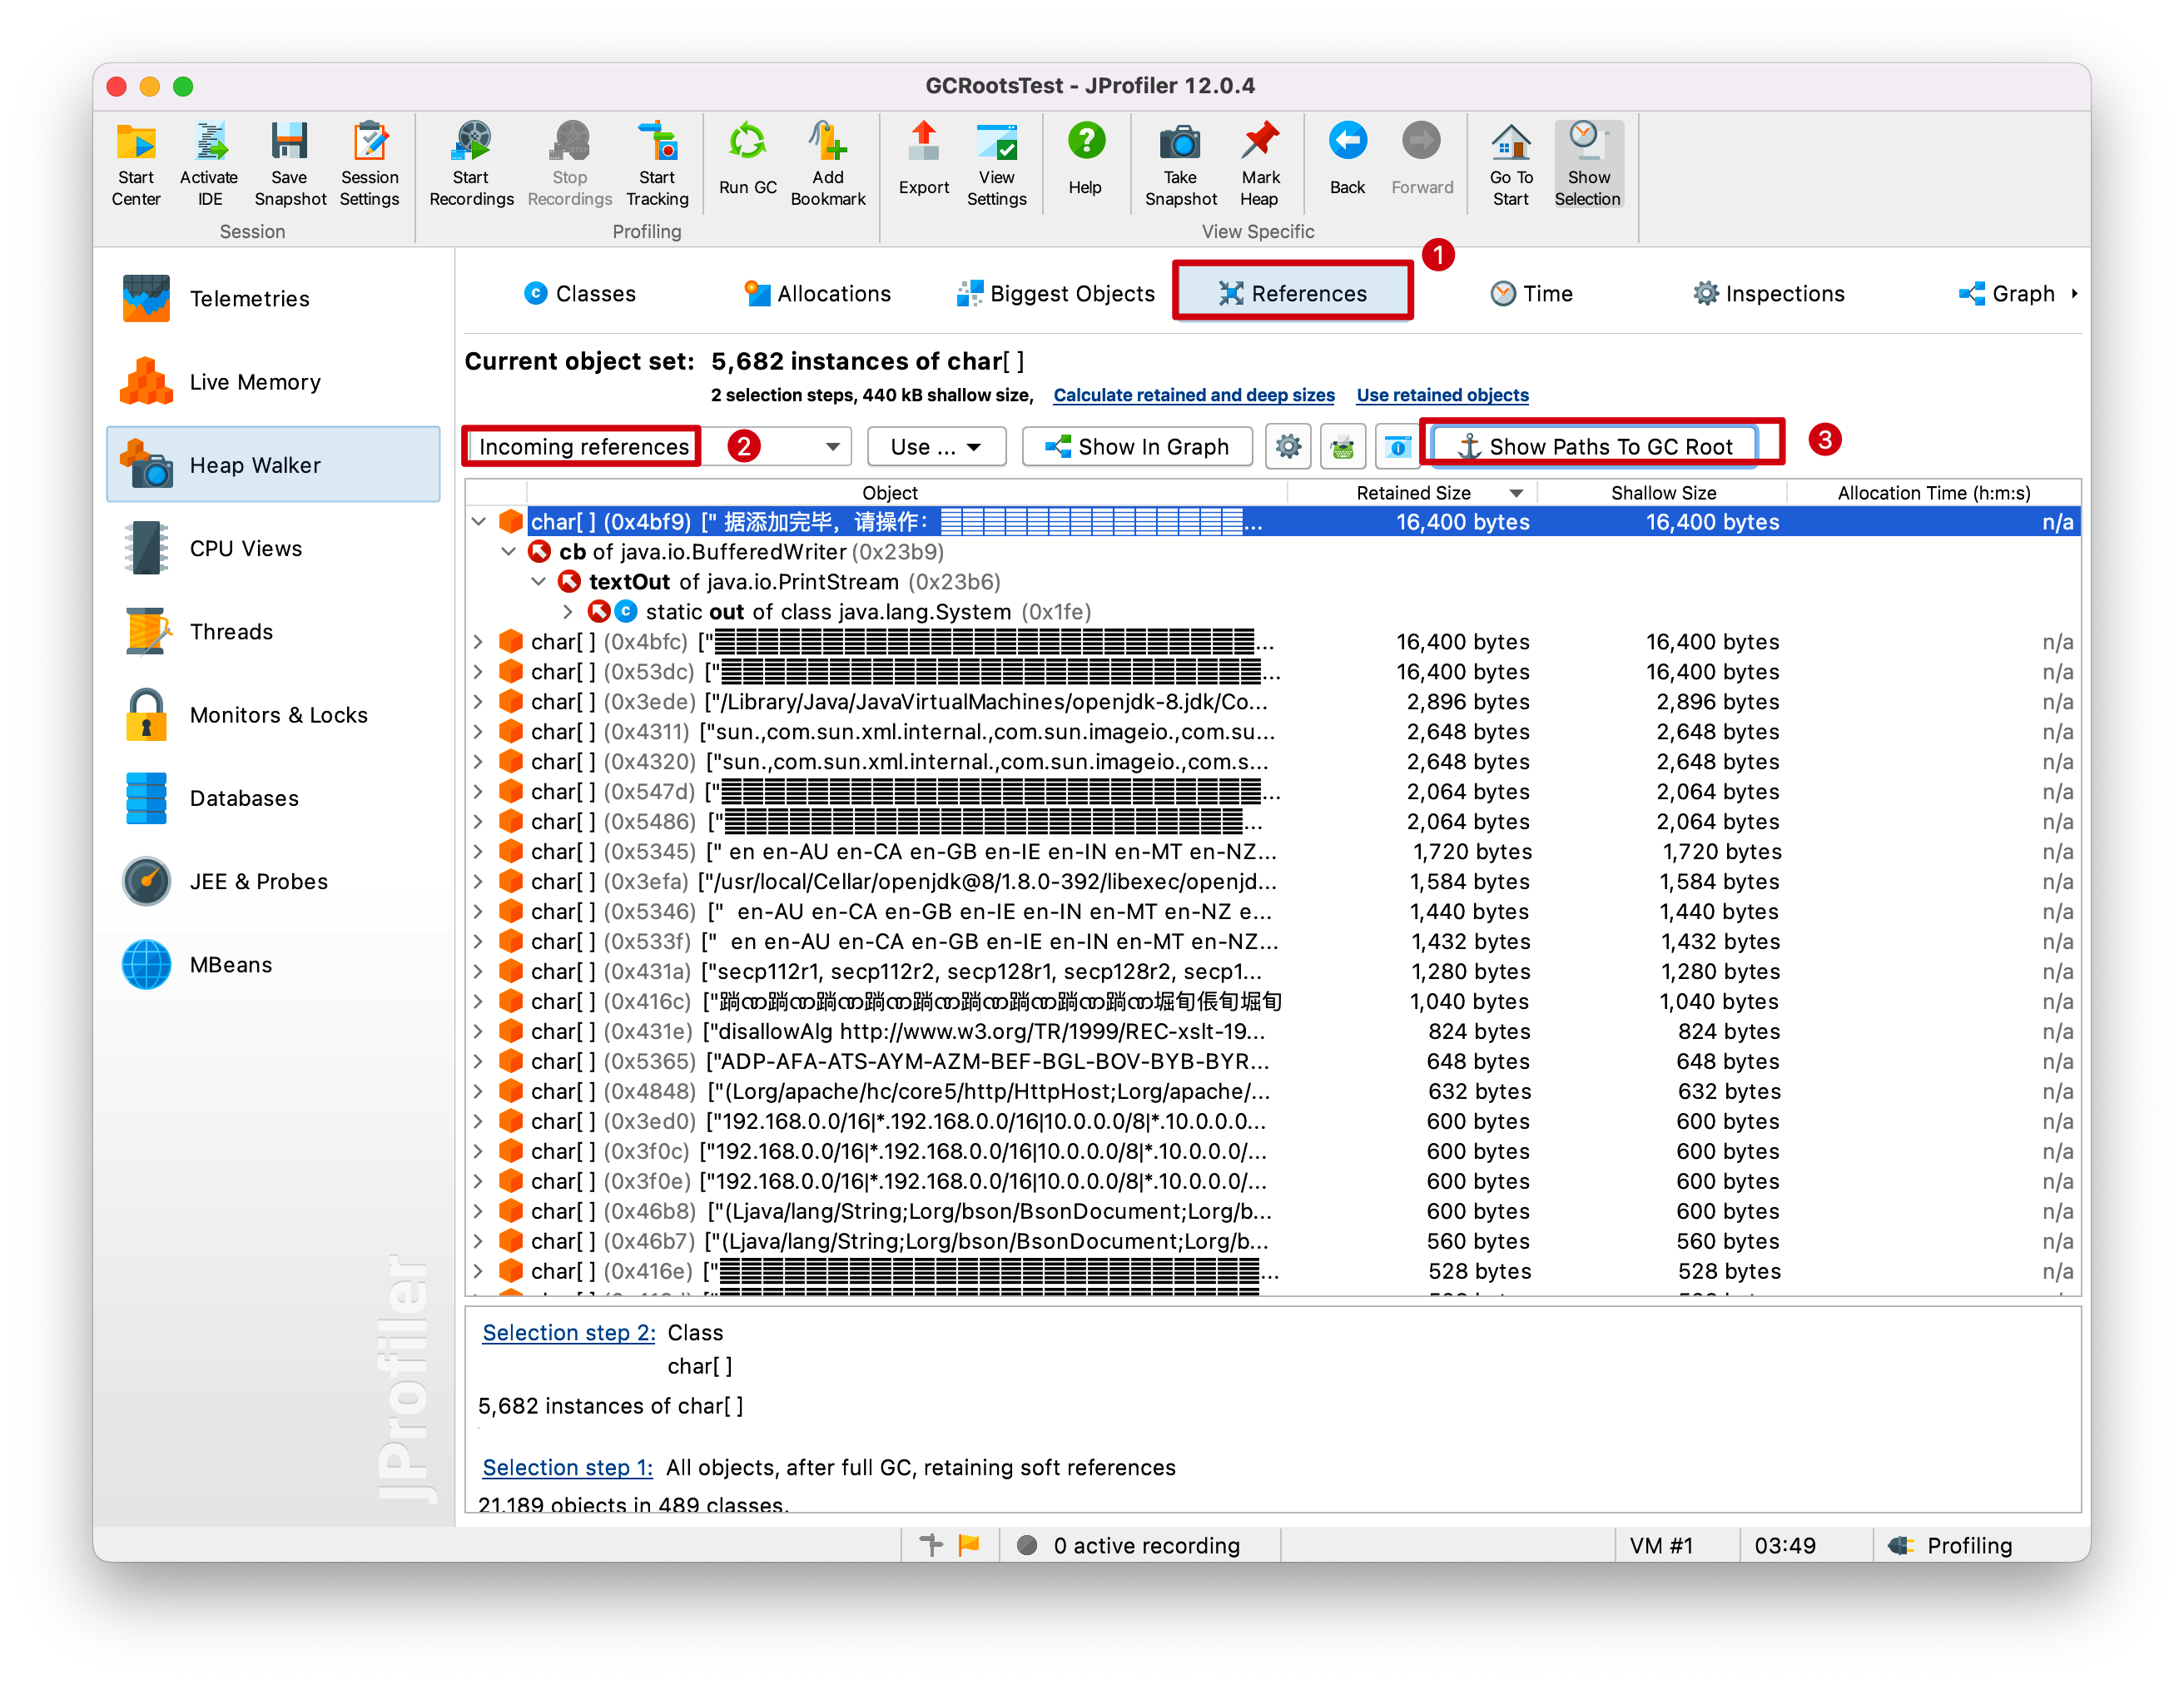 GCRootsTest - JProfiler 12.0.4
Start Center
Activate IDE
Save Snapshot
Session Settings
Start Recordings
Stop Recordings
Start Tracking
Run GC
Add Bookmark
Export
View Settings
Help
Take Snapshot
Mark Heap
Back
Forward
Go To Start
Show Selection
Session
Profiling
View Specific
Telemetries
Live Memory
Heap Walker
CPU Views
Threads
Monitors & Locks
Databases
JEE & Probes
MBeans
JProfiler
Classes
Allocations
Biggest Objects
References
1
Time
Inspections
Graph
Current object set: 5,682 instances of char[ ]
2 selection steps, 440 kB shallow size, Calculate retained and deep sizes Use retained objects
Incoming references 2 Use ... Show In Graph Show Paths To GC Root 3
Object Retained Size Shallow Size Allocation Time (h:m:s)
char[ ] (0x4bf9) [" 据添加完毕，请操作： ... 16,400 bytes 16,400 bytes n/a
cb of java.io.BufferedWriter (0x23b9)
textOut of java.io.PrintStream (0x23b6)
static out of class java.lang.System (0x1fe)
char[ ] (0x4bfc) [" ... 16,400 bytes 16,400 bytes n/a
char[ ] (0x53dc) [" ... 16,400 bytes 16,400 bytes n/a
char[ ] (0x3ede) ["/Library/Java/JavaVirtualMachines/openjdk-8.jdk/Co... 2,896 bytes 2,896 bytes n/a
char[ ] (0x4311) ["sun.,com.sun.xml.internal.,com.sun.imageio.,com.su... 2,648 bytes 2,648 bytes n/a
char[ ] (0x4320) ["sun.,com.sun.xml.internal.,com.sun.imageio.,com.s... 2,648 bytes 2,648 bytes n/a
char[ ] (0x547d) [" ... 2,064 bytes 2,064 bytes n/a
char[ ] (0x5486) [" ... 2,064 bytes 2,064 bytes n/a
char[ ] (0x5345) [" en en-AU en-CA en-GB en-IE en-IN en-MT en-NZ... 1,720 bytes 1,720 bytes n/a
char[ ] (0x3efa) ["/usr/local/Cellar/openjdk@8/1.8.0-392/libexec/openjd... 1,584 bytes 1,584 bytes n/a
char[ ] (0x5346) [" en-AU en-CA en-GB en-IE en-IN en-MT en-NZ e... 1,440 bytes 1,440 bytes n/a
char[ ] (0x533f) [" en en-AU en-CA en-GB en-IE en-IN en-MT en-NZ... 1,432 bytes 1,432 bytes n/a
char[ ] (0x431a) ["secp112r1, secp112r2, secp128r1, secp128r2, secp1... 1,280 bytes 1,280 bytes n/a
char[ ] (0x416c) [" 1,040 bytes 1,040 bytes n/a
char[ ] (0x431e) ["disallowAlg http://www.w3.org/TR/1999/REC-xslt-19... 824 bytes 824 bytes n/a
char[ ] (0x5365) ["ADP-AFA-ATS-AYM-AZM-BEF-BGL-BOV-BYB-BYR... 648 bytes 648 bytes n/a
char[ ] (0x4848) ["(Lorg/apache/hc/core5/http/HttpHost;Lorg/apache/... 632 bytes 632 bytes n/a
char[ ] (0x3ed0) ["192.168.0.0/16|*.192.168.0.0/16|10.0.0.0/8|*.10.0.0.0... 600 bytes 600 bytes n/a
char[ ] (0x3f0c) ["192.168.0.0/16|*.192.168.0.0/16|10.0.0.0/8|*.10.0.0.0/... 600 bytes 600 bytes n/a
char[ ] (0x3f0e) ["192.168.0.0/16|*.192.168.0.0/16|10.0.0.0/8|*.10.0.0.0/... 600 bytes 600 bytes n/a
char[ ] (0x46b8) ["(Ljava/lang/String;Lorg/bson/BsonDocument;Lorg/b... 600 bytes 600 bytes n/a
char[ ] (0x46b7) ["(Ljava/lang/String;Lorg/bson/BsonDocument;Lorg/b... 560 bytes 560 bytes n/a
char[ ] (0x416e) [" ... 528 bytes 528 bytes n/a
Selection step 2: Class
char[ ]
5,682 instances of char[ ]
Selection step 1: All objects, after full GC, retaining soft references
21,189 objects in 489 classes.
0 active recording
VM #1
03:49
Profiling